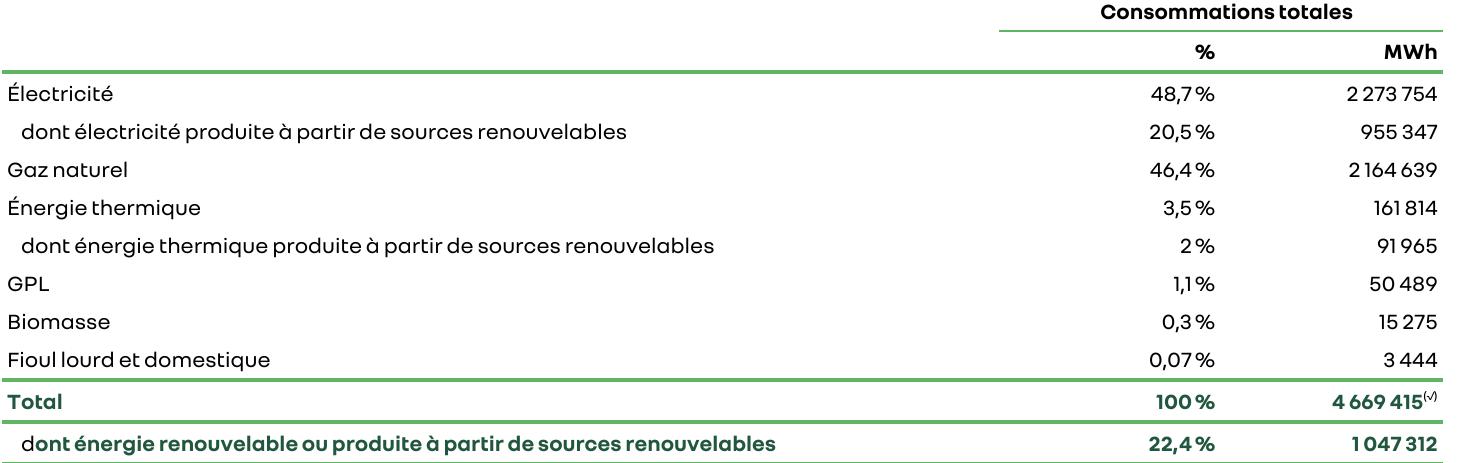 Consommations totales
% MWh
Électricité 48,7 % 2 273 754
dont électricité produite à partir de sources renouvelables 20,5 % 955 347
Gaz naturel 46,4 % 2 164 639
Énergie thermique 3,5 % 161 814
dont énergie thermique produite à partir de sources renouvelables 2 % 91 965
GPL 1,1 % 50 489
Biomasse 0,3 % 15 275
Fioul lourd et domestique 0,07 % 3 444
Total 100 % 4 669 415(✓)
dont énergie renouvelable ou produite à partir de sources renouvelables 22,4 % 1 047 312